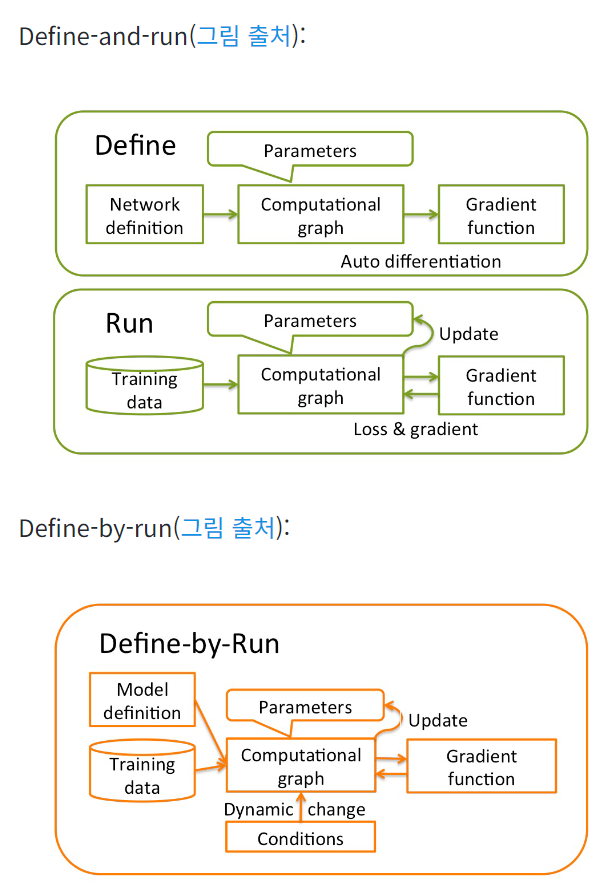 Define-and-run(그림 출처):
Define
Parameters
Network
definition
Computational
graph
Gradient
function
Auto differentiation
Run
Parameters
Update
Training
data
Computational
graph
Gradient
function
Loss & gradient
Define-by-run(그림 출처):
Define-by-Run
Model
definition
Parameters
Update
Training
data
Computational
graph
Gradient
function
Dynamic change
Conditions